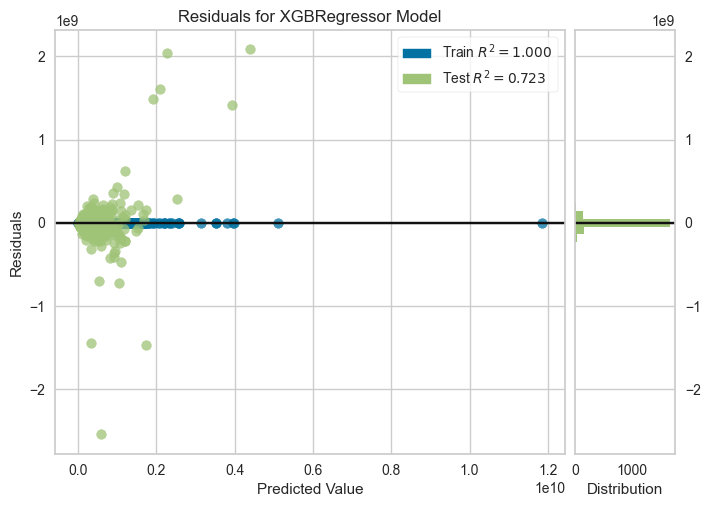 Residuals for XGBRegressor Model
1e9
1e9
Train R² = 1.000
Test R² = 0.723
2
1
0
−1
−2
Residuals
2
1
0
−1
−2
0.0 0.2 0.4 0.6 0.8 1.0 1.2
1e10
Predicted Value
0 1000
Distribution